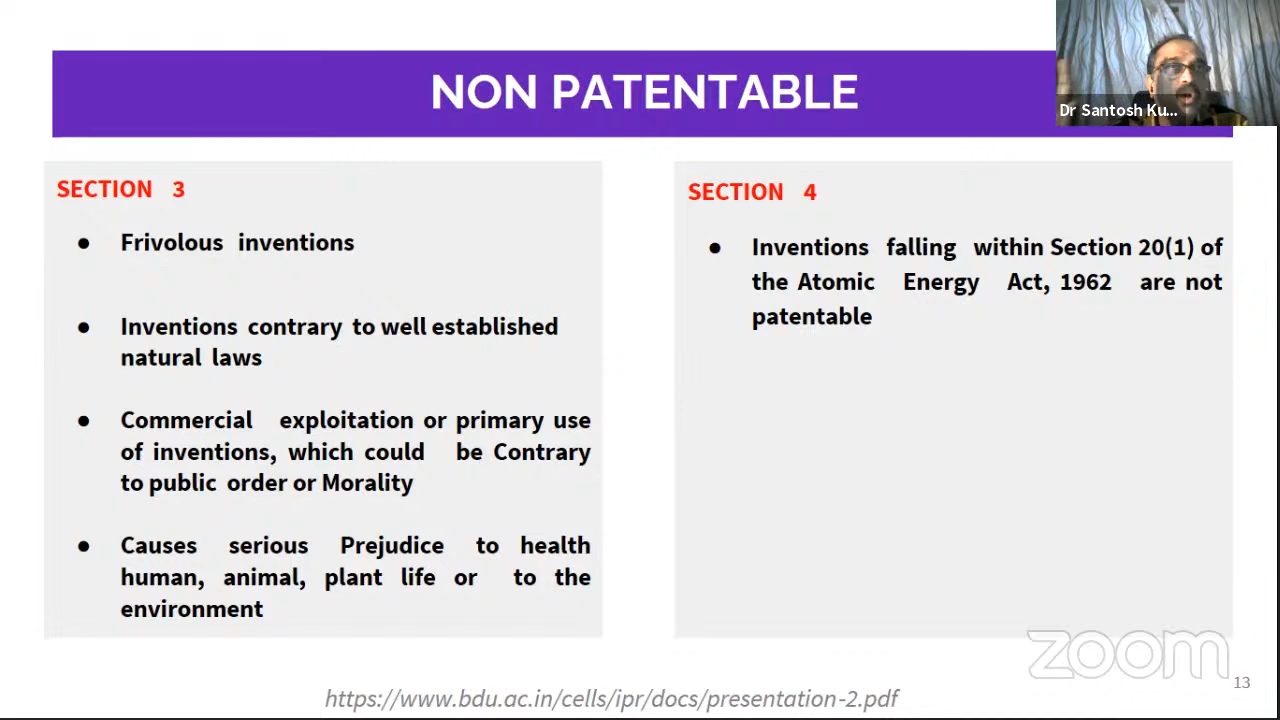 NON PATENTABLE
Dr Santosh Ku...
SECTION 3
● Frivolous inventions
● Inventions contrary to well established
natural laws
● Commercial exploitation or primary use
of inventions, which could be Contrary
to public order or Morality
● Causes serious Prejudice to health
human, animal, plant life or to the
environment
SECTION 4
● Inventions falling within Section 20(1) of
the Atomic Energy Act, 1962 are not
patentable
zoom
13
https://www.bdu.ac.in/cells/ipr/docs/presentation-2.pdf